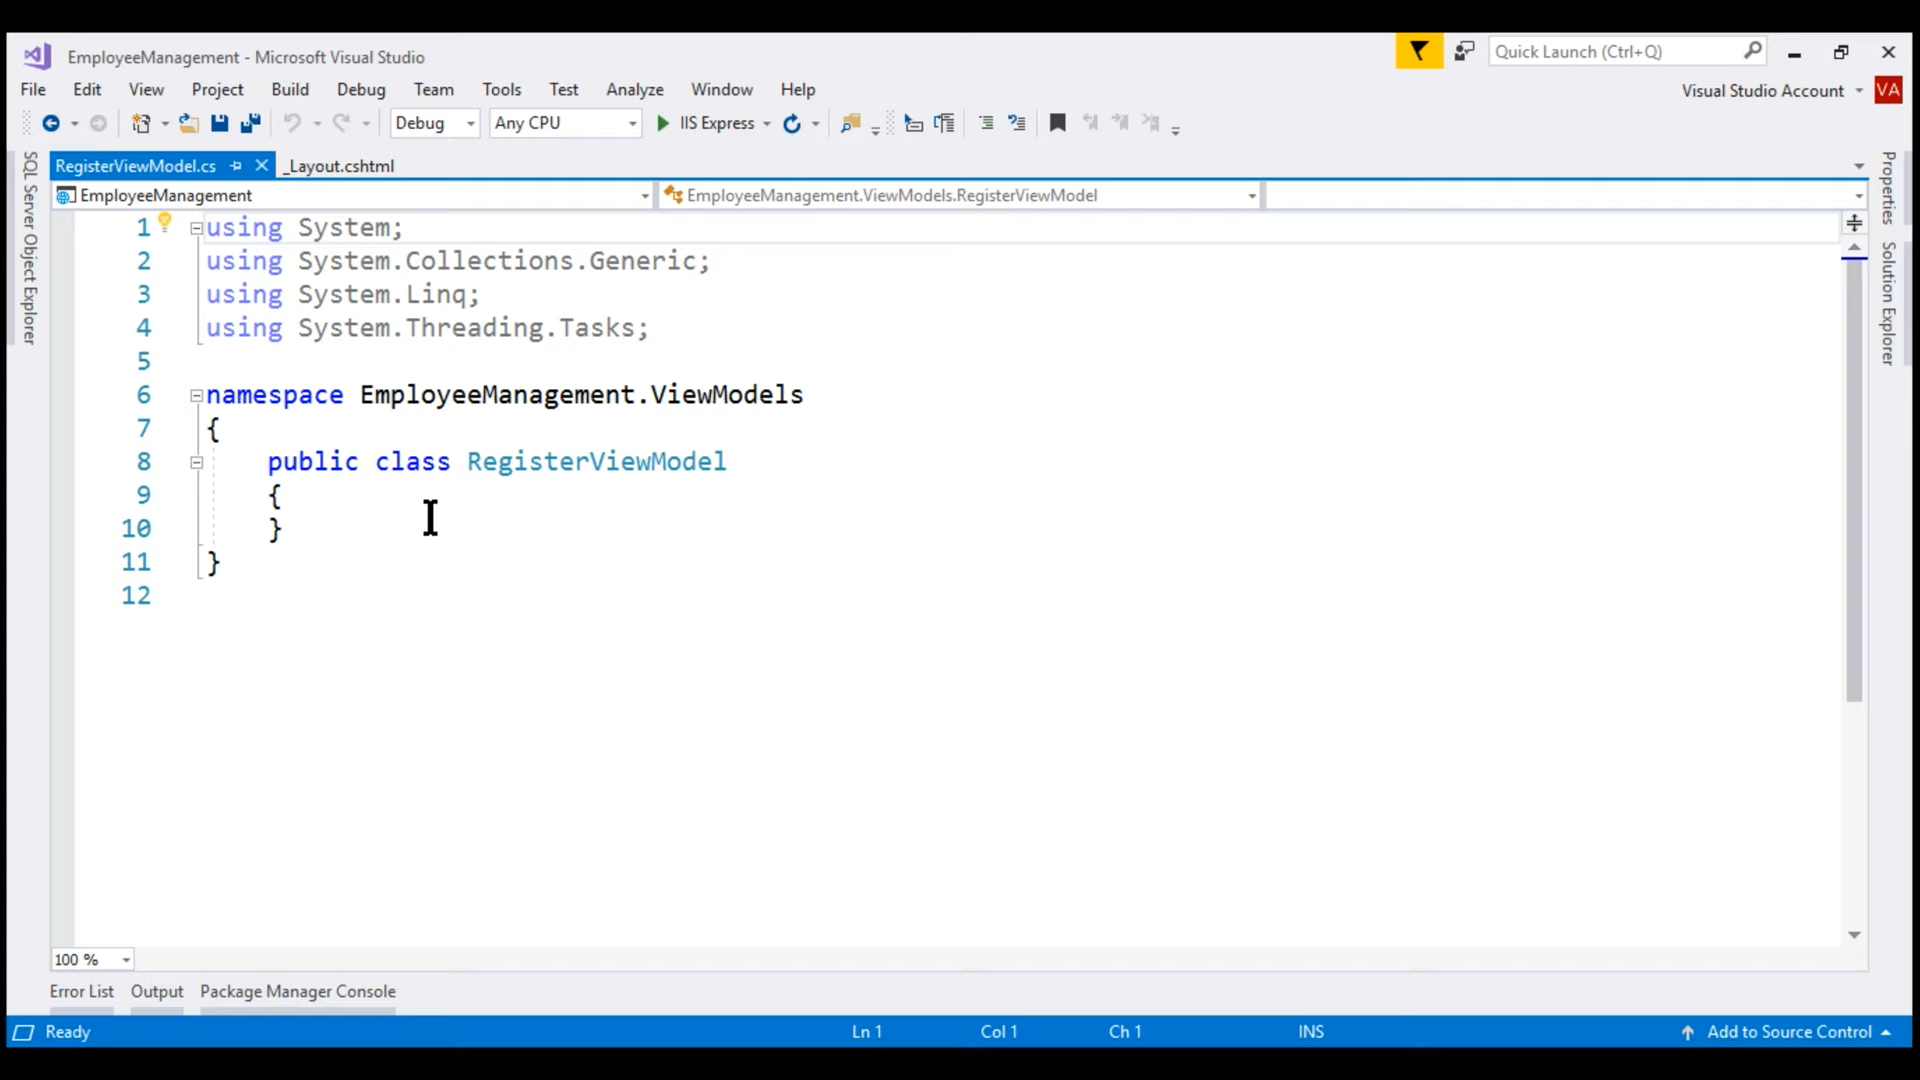 EmployeeManagement - Microsoft Visual Studio
Quick Launch (Ctrl+Q)
File Edit View Project Build Debug Team Tools Test Analyze Window Help
Visual Studio Account VA
Debug Any CPU IIS Express
RegisterViewModel.cs _Layout.cshtml
EmployeeManagement EmployeeManagement.ViewModels.RegisterViewModel
SQL Server Object Explorer
Properties
Solution Explorer
1 using System;
2 using System.Collections.Generic;
3 using System.Linq;
4 using System.Threading.Tasks;
5
6 namespace EmployeeManagement.ViewModels
7 {
8 public class RegisterViewModel
9 {
10 }
11 }
12
100 %
Error List Output Package Manager Console
Ready Ln 1 Col 1 Ch 1 INS Add to Source Control